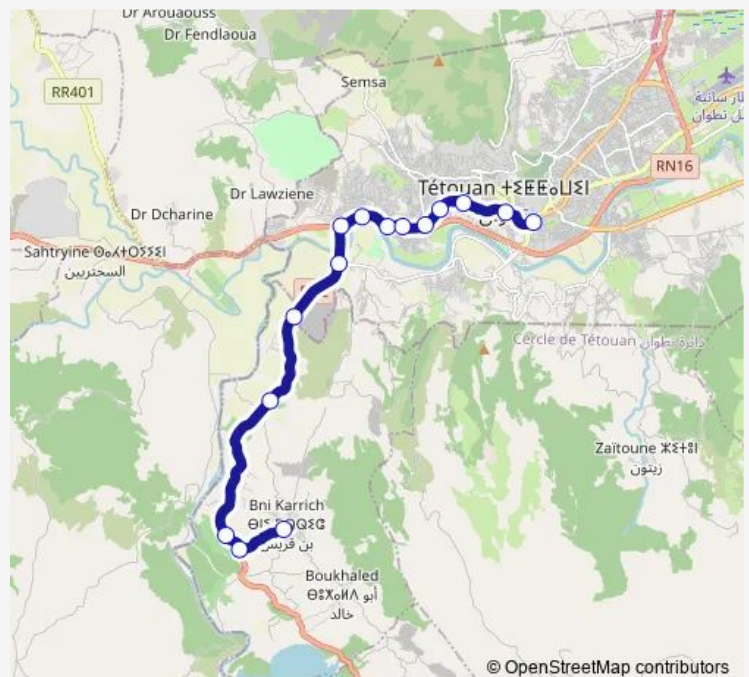 Dr Arouaouss
Dr Fendlaoua
Semsa
RR401
RN16
Dr Lawziene
Tétouan ⵜⵉⵟⵟⴰⵡⵉⵏ
Dr Dcharine
Sahtryine ⵙⴰⵃⵜⵔⵢⵢⵉⵏ
السحتريين
Cercle de Tétouan دائرة تطوان
Zaïtoune ⵣⵉⵜⵓⵏ
زيتون
Bni Karrich
بن قريش
Boukhaled
ⴱⵓⵅⴰⵍⴷ
أبو
خالد
© OpenStreetMap contributors